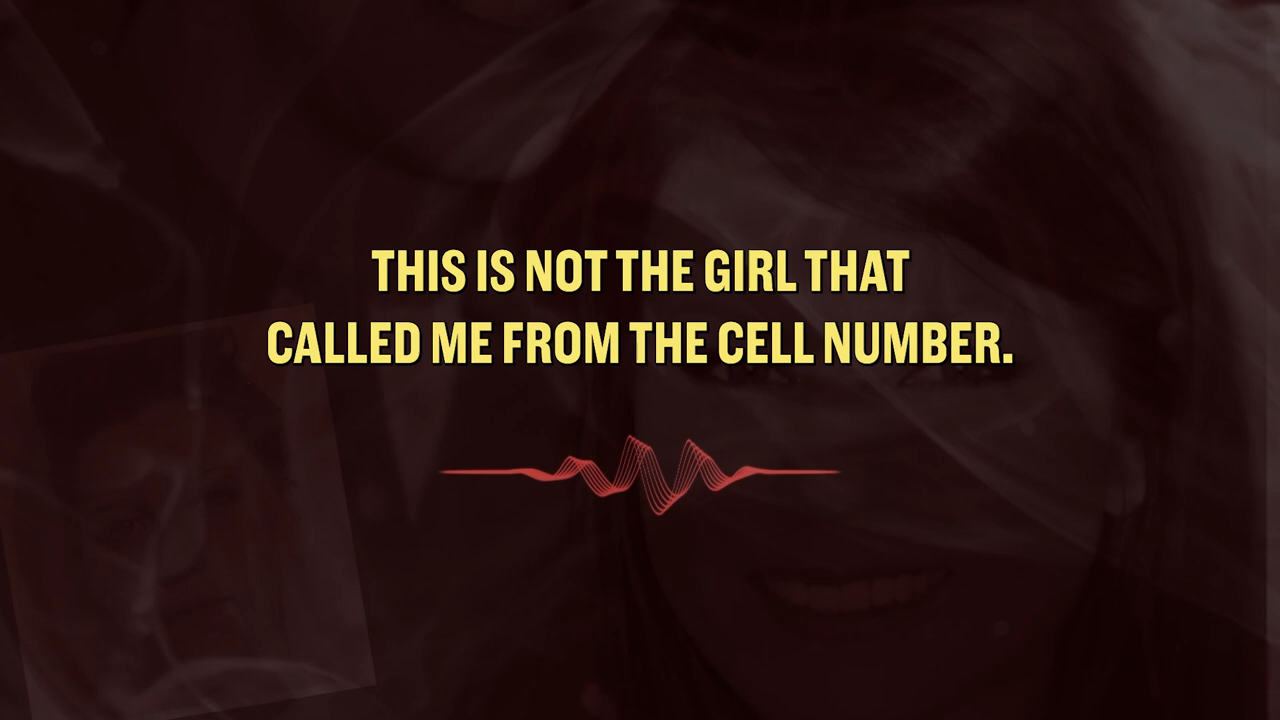 THIS IS NOT THE GIRL THAT
CALLED ME FROM THE CELL NUMBER.